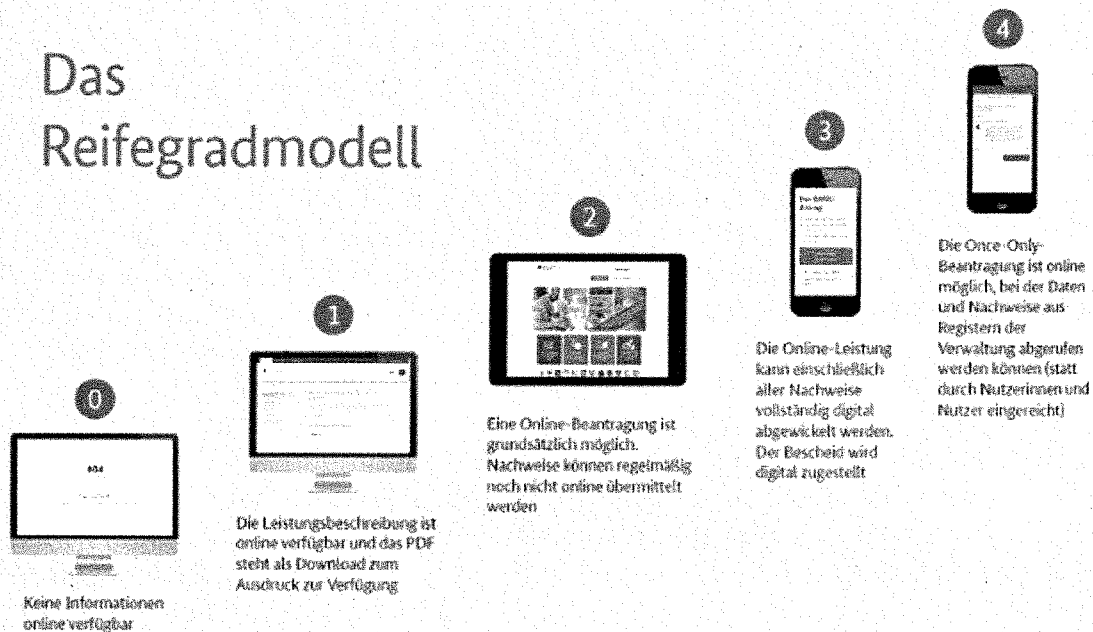 Das
Reifegradmodell
0
404
Keine Informationen
online verfügbar
1
Die Leistungsbeschreibung ist
online verfügbar und das PDF
steht als Download zum
Ausdruck zur Verfügung
2
Eine Online-Beantragung ist
grundsätzlich möglich.
Nachweise können regelmäßig
noch nicht online übermittelt
werden
3
Die Online-Leistung
kann einschließlich
aller Nachweise
vollständig digital
abgewickelt werden.
Der Bescheid wird
digital zugestellt
4
Die Once-Only-
Beantragung ist online
möglich, bei der Daten
und Nachweise aus
Registern der
Verwaltung abgerufen
werden können (statt
durch Nutzerinnen und
Nutzer eingereicht)